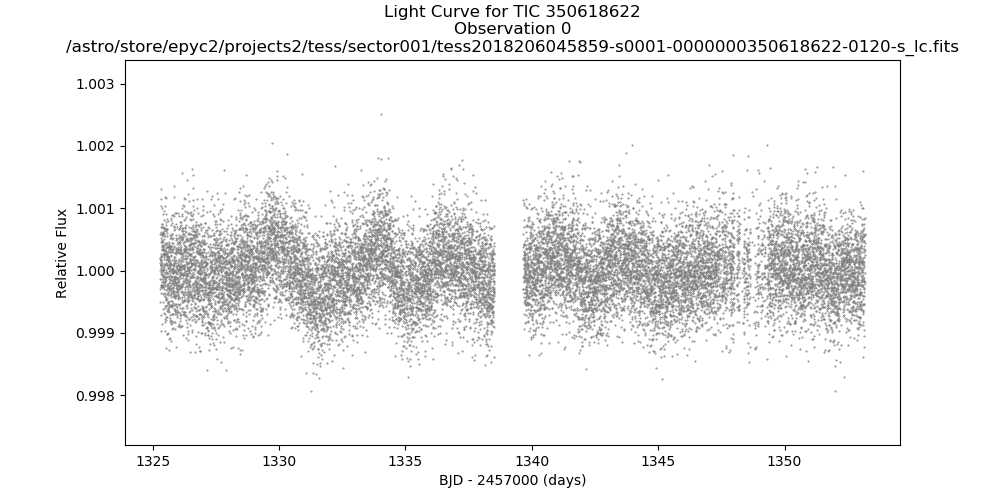 Light Curve for TIC 350618622
Observation 0
/astro/store/epyc2/projects2/tess/sector001/tess2018206045859-s0001-0000000350618622-0120-s_lc.fits
1.003
1.002
1.001
1.000
0.999
0.998
Relative Flux
1325
1330
1335
1340
1345
1350
BJD - 2457000 (days)